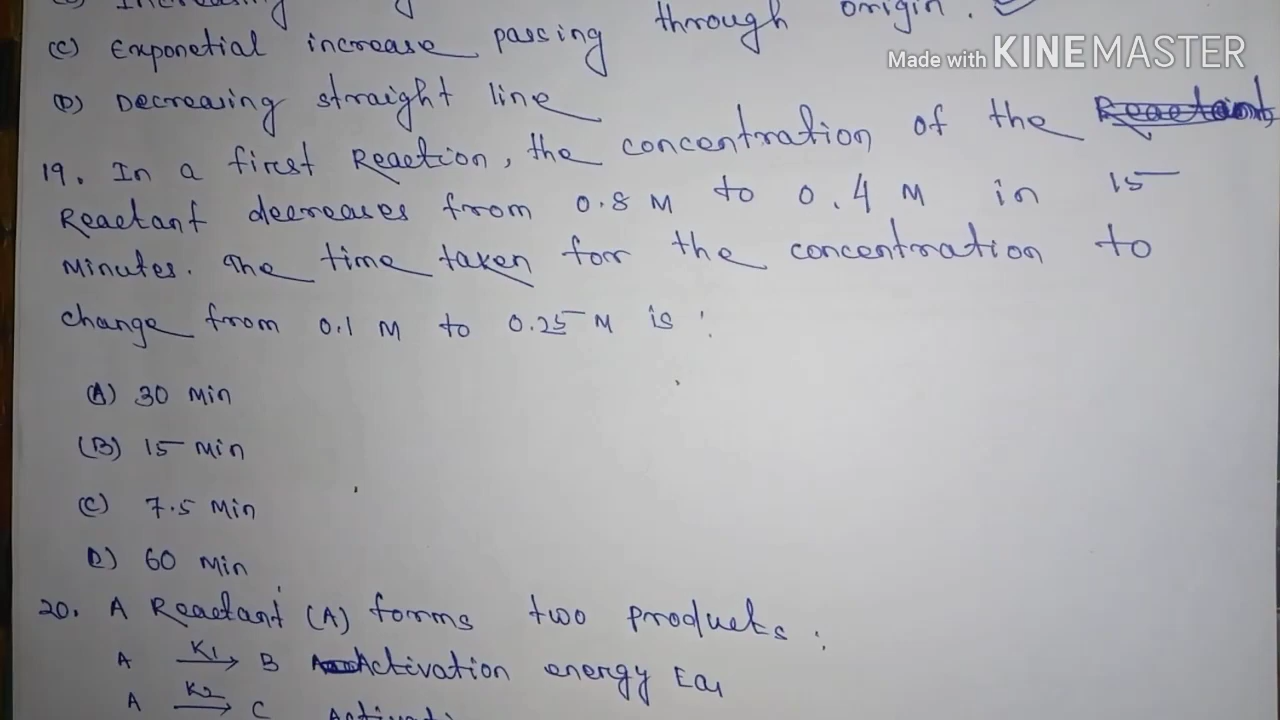 (C) Exponetial increase passing through origin.
Made with KINEMASTER
(D) Decreasing straight line
19. In a first Reaction, the concentration of the
Reactant decreases from 0.8 M to 0.4 M in 15
Minutes. The time taken for the concentration to
change from 0.1 M to 0.25 M is :
(A) 30 Min
(B) 15 Min
(C) 7.5 Min
D) 60 Min
20. A Reactant (A) forms two products :
A K1 → B Activation energy Ea1
A K2 → C